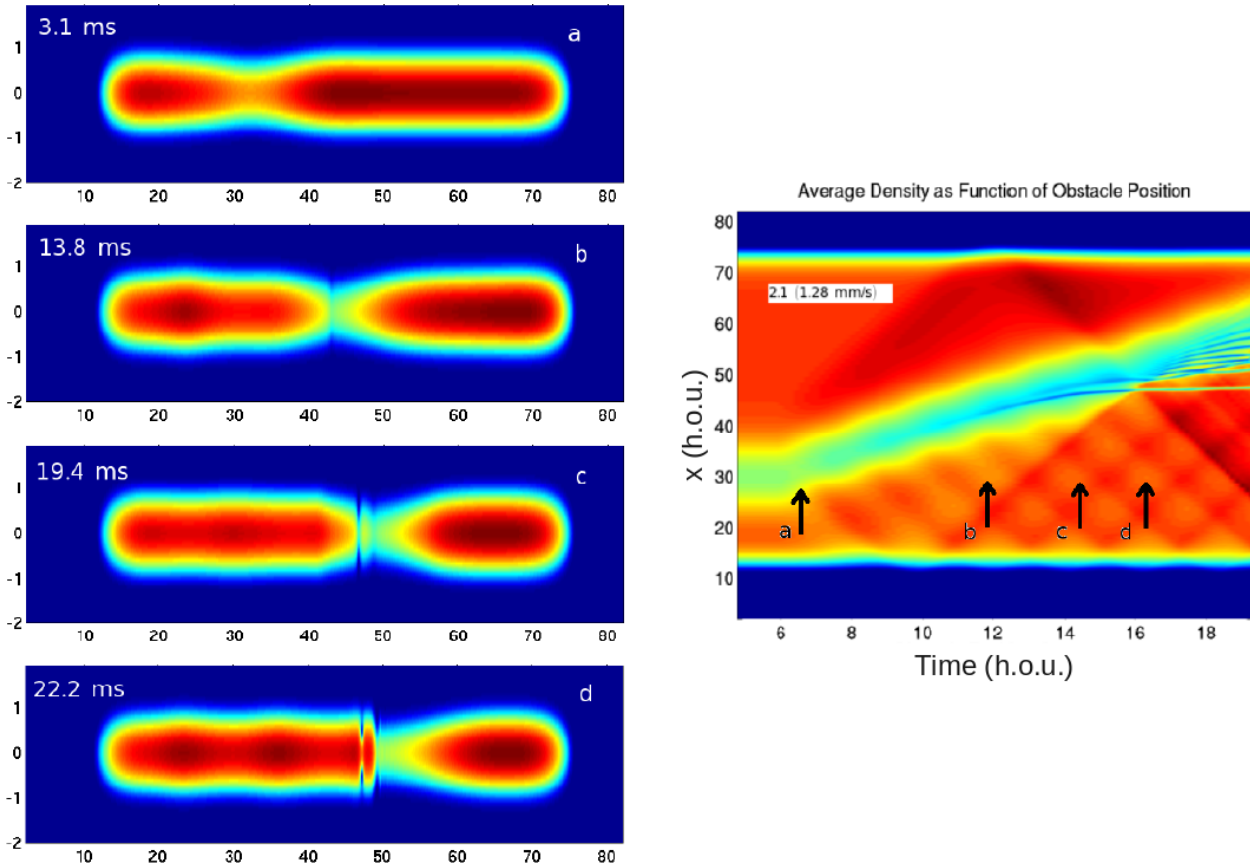 3.1 ms
a
1
0
-1
-2
10 20 30 40 50 60 70 80
13.8 ms
b
1
0
-1
-2
10 20 30 40 50 60 70 80
19.4 ms
c
1
0
-1
-2
10 20 30 40 50 60 70 80
22.2 ms
d
1
0
-1
-2
10 20 30 40 50 60 70 80
Average Density as Function of Obstacle Position
80
70
2.1 (1.28 mm/s)
60
50
40
30
20
10
x (h.o.u.)
a b c d
6 8 10 12 14 16 18
Time (h.o.u.)